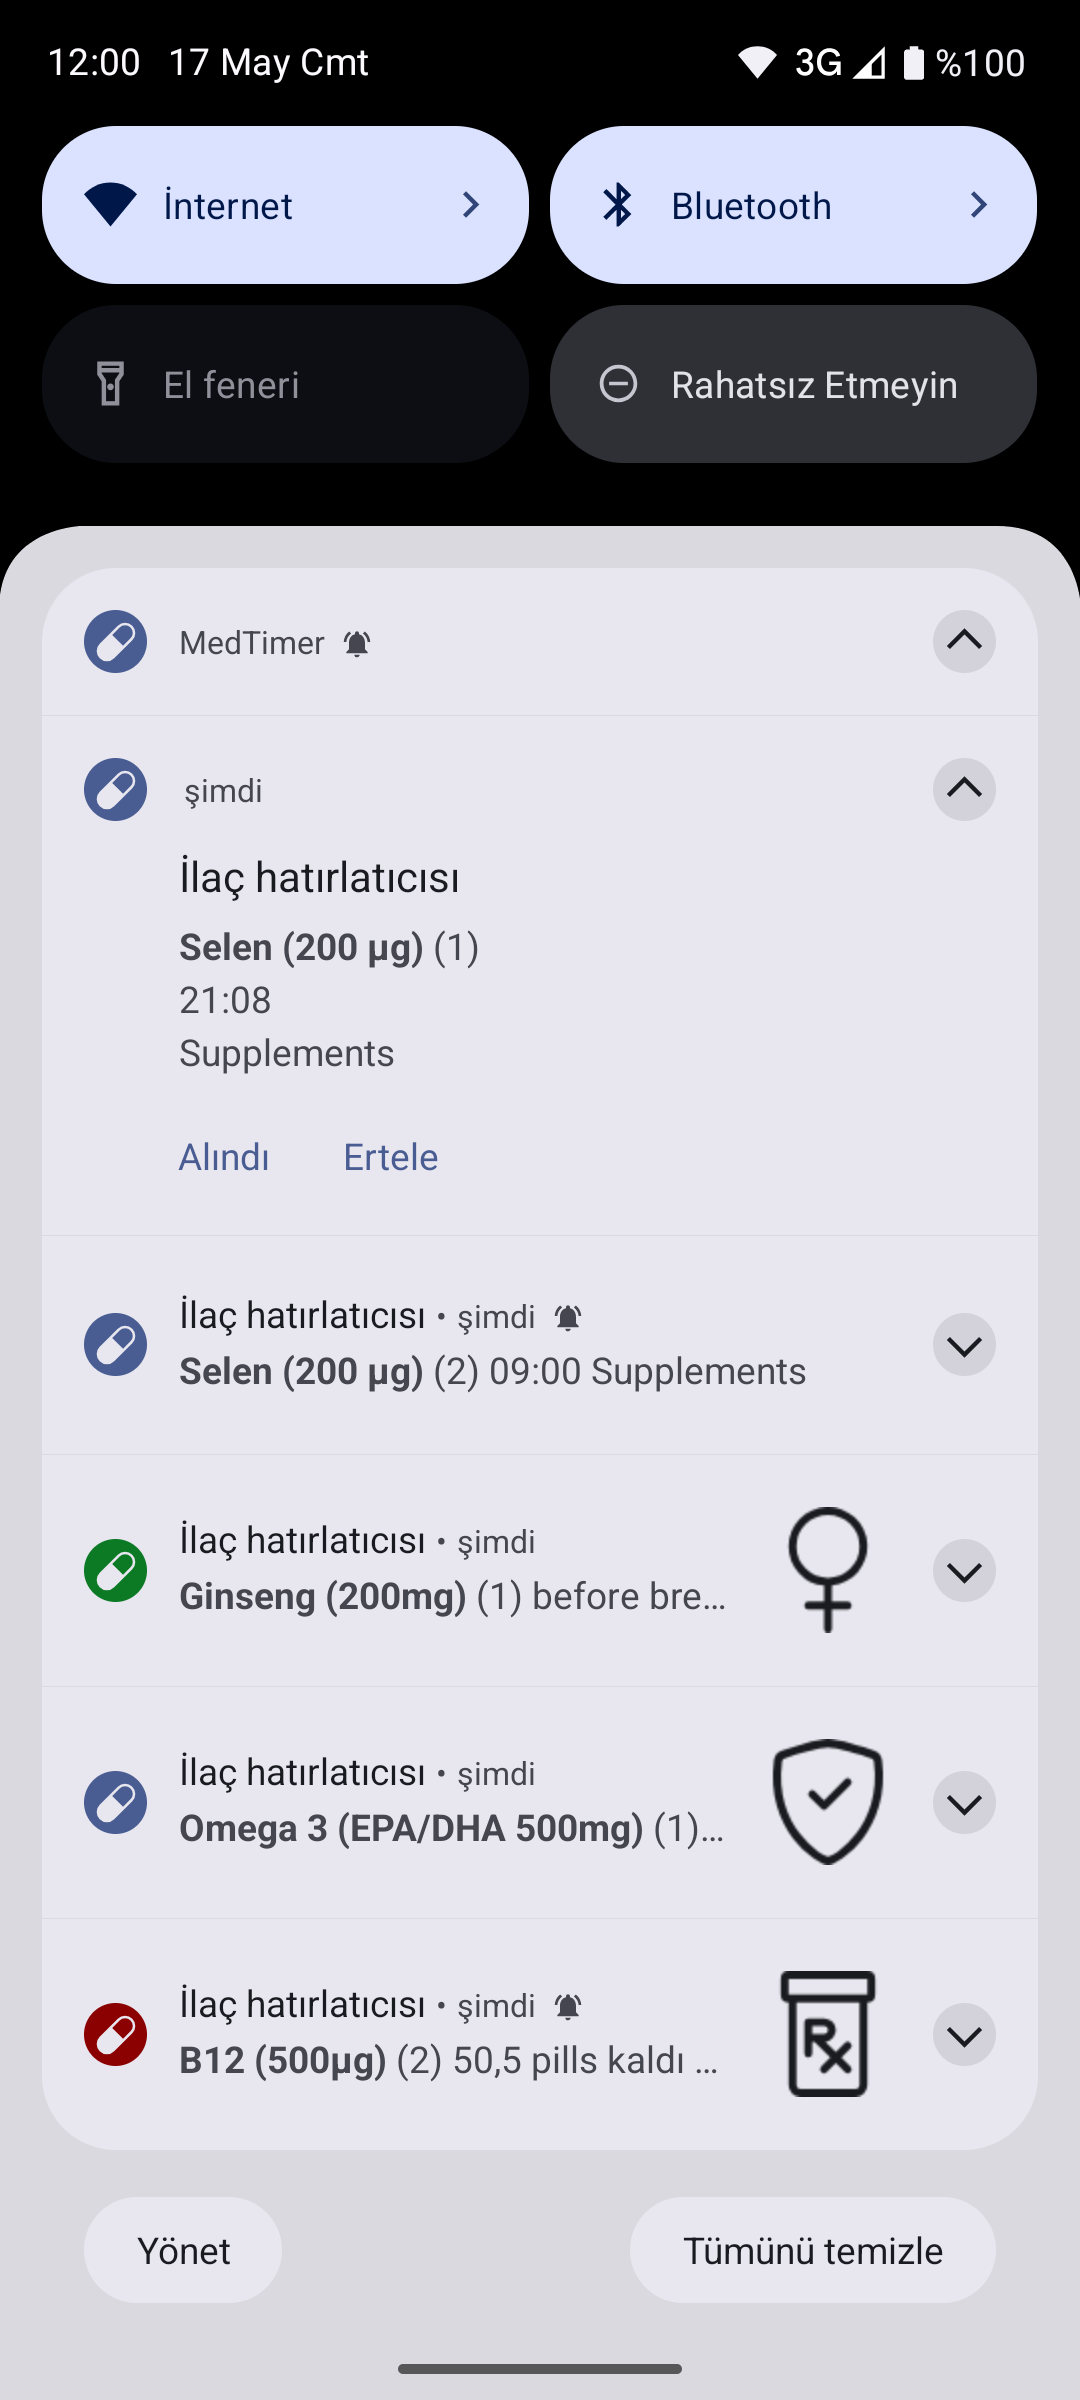 12:00 17 May Cmt 3G %100
İnternet
Bluetooth
El feneri
Rahatsız Etmeyin
MedTimer
şimdi
İlaç hatırlatıcısı
Selen (200 µg) (1)
21:08
Supplements
Alındı Ertele
İlaç hatırlatıcısı • şimdi
Selen (200 µg) (2) 09:00 Supplements
İlaç hatırlatıcısı • şimdi
Ginseng (200mg) (1) before bre...
İlaç hatırlatıcısı • şimdi
Omega 3 (EPA/DHA 500mg) (1)...
İlaç hatırlatıcısı • şimdi
B12 (500µg) (2) 50,5 pills kaldı ...
Rx
Yönet
Tümünü temizle